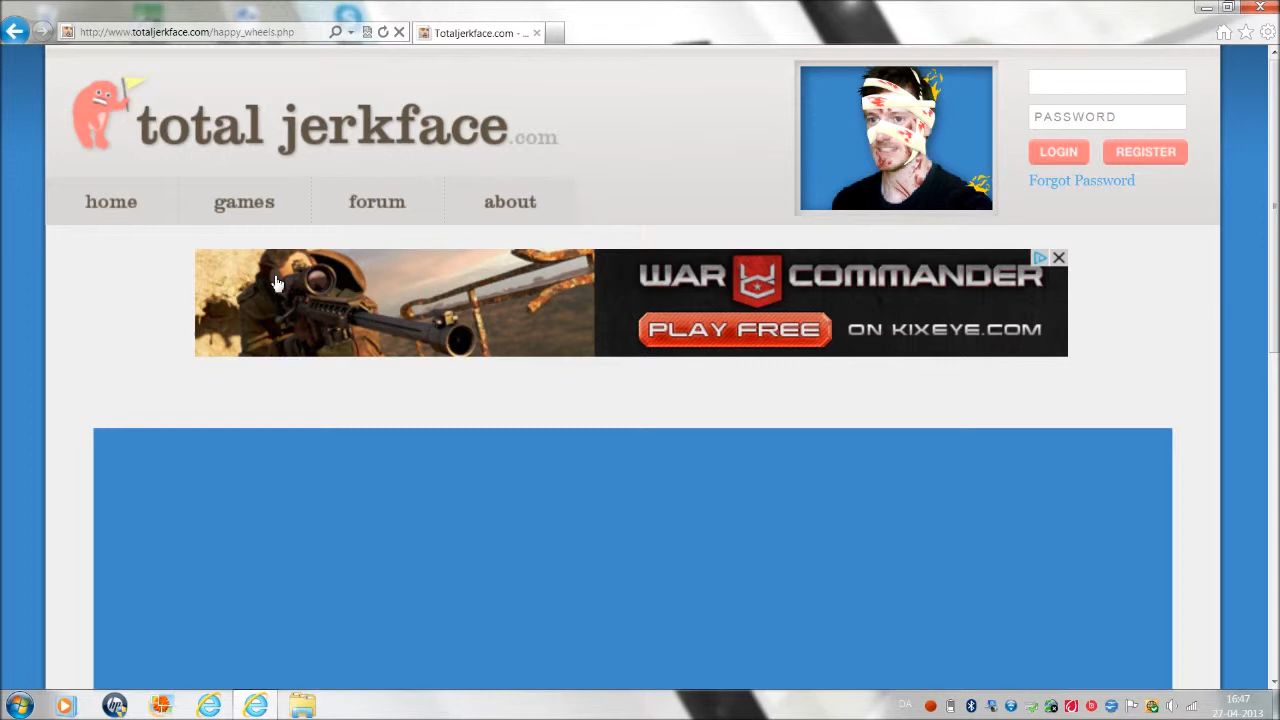 http://www.totaljerkface.com/happy_wheels.php
Totaljerkface.com - ...
total jerkface.com
PASSWORD
LOGIN
REGISTER
Forgot Password
home
games
forum
about
WAR COMMANDER
PLAY FREE
ON KIXEYE.COM
DA
16:47
27-04-2013